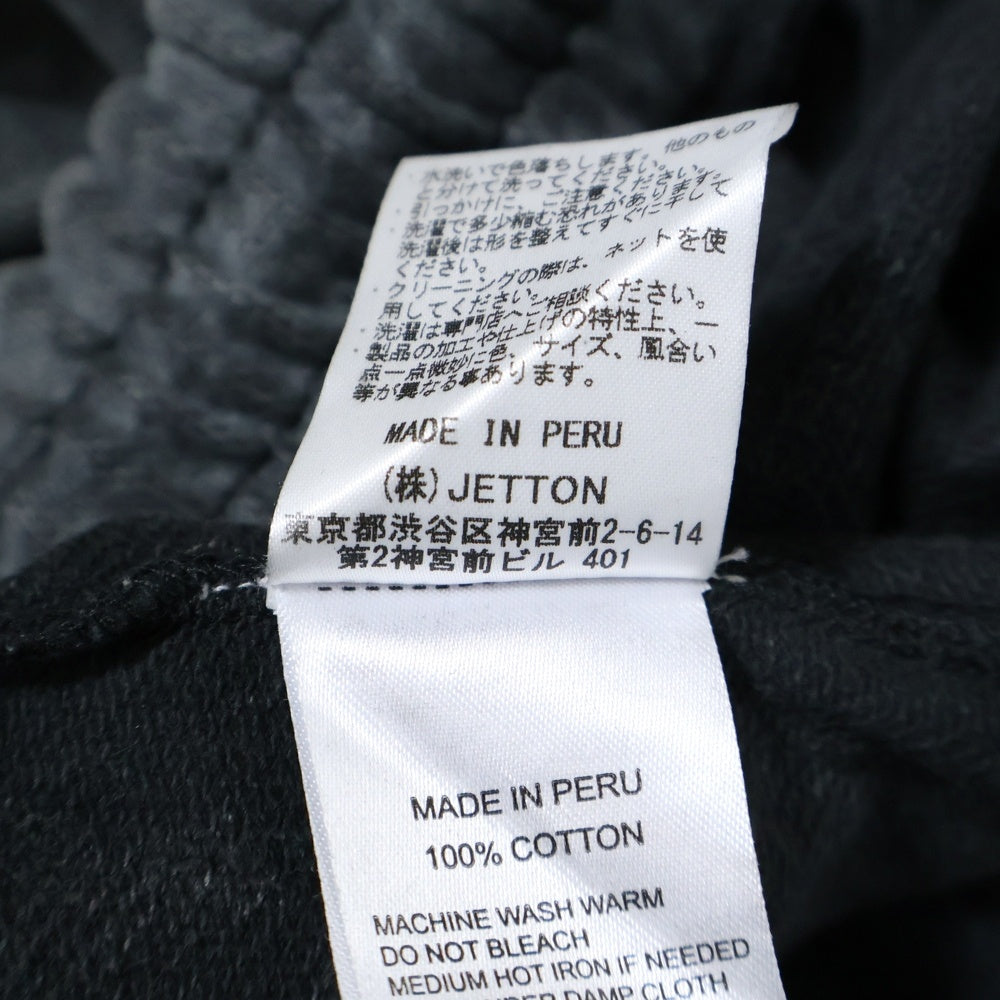 ・水洗いで色落ちします。他のもの
と分けて洗ってください。
・引っかけに、ご注意ください。
・洗濯で多少縮む恐れがあります。
洗濯後は形を整えてすぐに干して
ください。
・クリーニングの際は、ネットを使
用してください。
・洗濯は専門店へご相談ください。
・製品の加工や仕上げの特性上、一
点一点微妙に色、サイズ、風合い
等が異なる事あります。
MADE IN PERU
(株)JETTON
東京都渋谷区神宮前2-6-14
第2神宮前ビル 401
MADE IN PERU
100% COTTON
MACHINE WASH WARM
DO NOT BLEACH
MEDIUM HOT IRON IF NEEDED
DAMP CLOTH